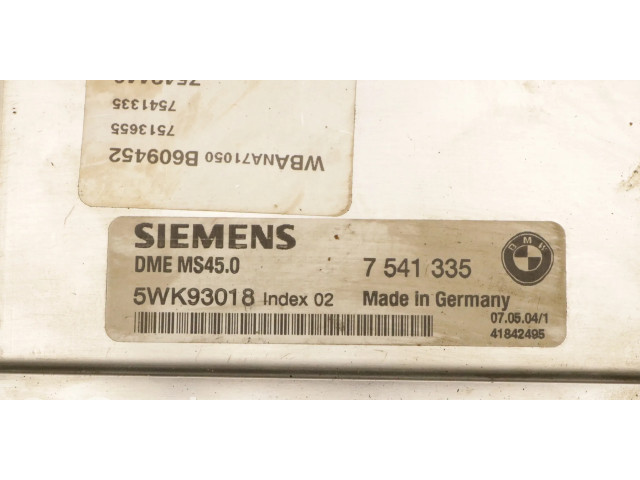 WBANA71050 B609452
7513655
7541335
SIEMENS
DME MS45.0
7 541 335
BMW
5WK93018 Index 02
Made in Germany
07.05.04/1
41842495